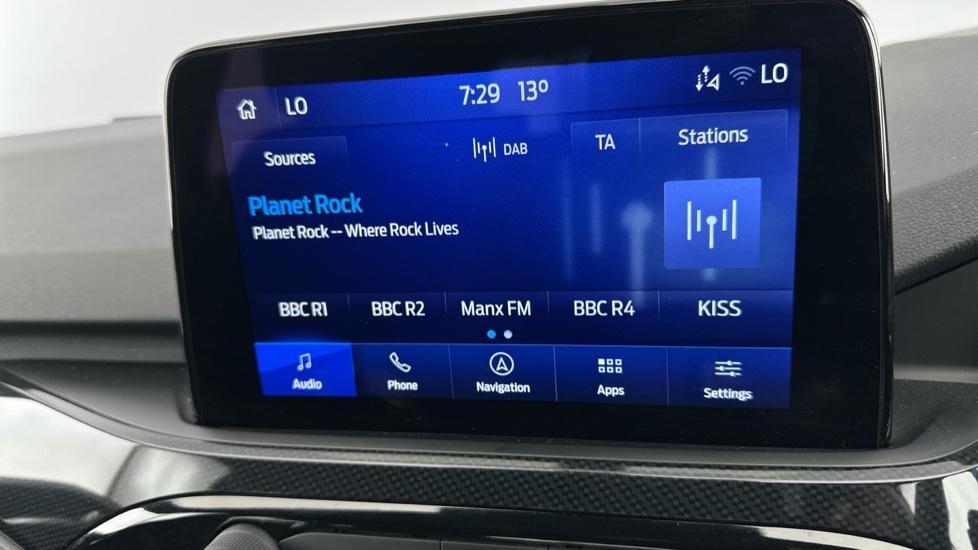 LO 7:29 13° LO
Sources DAB TA Stations
Planet Rock
Planet Rock -- Where Rock Lives
BBC R1 BBC R2 Manx FM BBC R4 KISS
Audio Phone Navigation Apps Settings